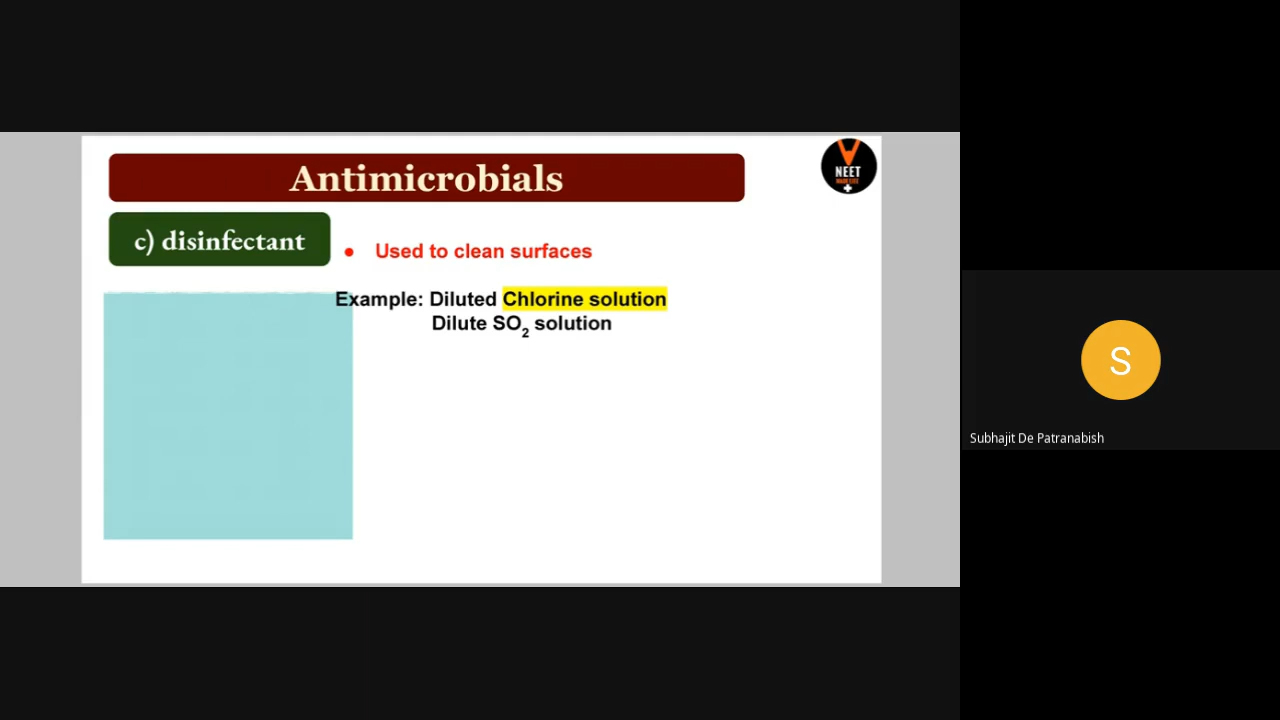 Antimicrobials
NEET
c) disinfectant
● Used to clean surfaces
Example: Diluted Chlorine solution
Dilute SO₂ solution
S
Subhajit De Patranabish